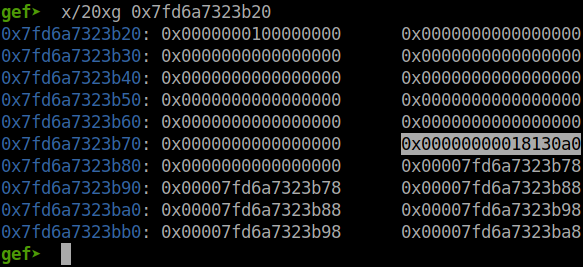 gef➤ x/20xg 0x7fd6a7323b20
0x7fd6a7323b20: 0x0000000100000000 0x0000000000000000
0x7fd6a7323b30: 0x0000000000000000 0x0000000000000000
0x7fd6a7323b40: 0x0000000000000000 0x0000000000000000
0x7fd6a7323b50: 0x0000000000000000 0x0000000000000000
0x7fd6a7323b60: 0x0000000000000000 0x0000000000000000
0x7fd6a7323b70: 0x0000000000000000 0x00000000018130a0
0x7fd6a7323b80: 0x0000000000000000 0x00007fd6a7323b78
0x7fd6a7323b90: 0x00007fd6a7323b78 0x00007fd6a7323b88
0x7fd6a7323ba0: 0x00007fd6a7323b88 0x00007fd6a7323b98
0x7fd6a7323bb0: 0x00007fd6a7323b98 0x00007fd6a7323ba8
gef➤